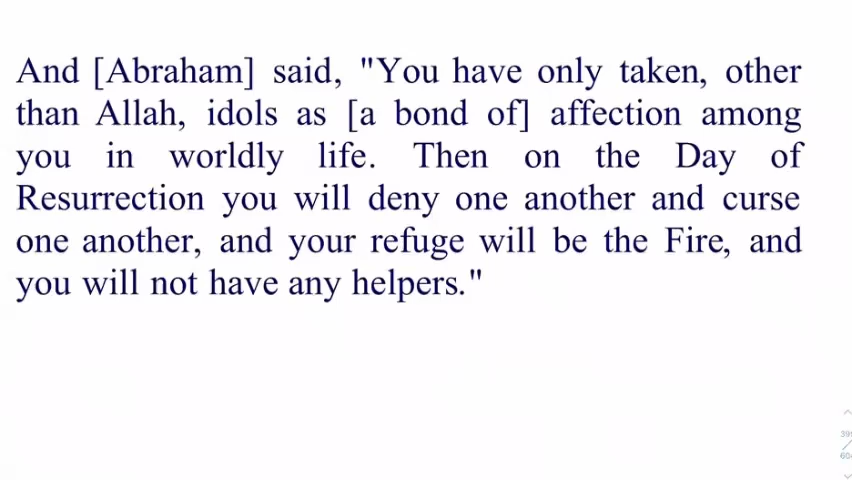 And [Abraham] said, "You have only taken, other
than Allah, idols as [a bond of] affection among
you in worldly life. Then on the Day of
Resurrection you will deny one another and curse
one another, and your refuge will be the Fire, and
you will not have any helpers."